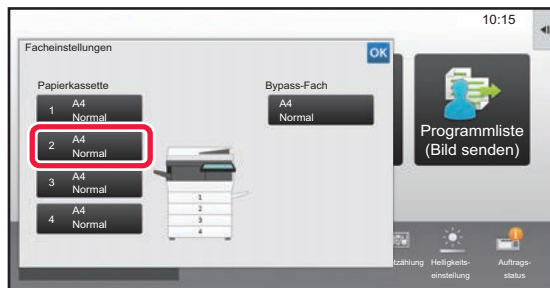 10:15
Facheinstellungen
OK
Papierkassette
Bypass-Fach
1 A4
Normal
A4
Normal
2 A4
Normal
3 A4
Normal
4 A4
Normal
1
2
3
4
Programmliste
(Bild senden)
tzählung
Helligkeits-
einstellung
Auftrags-
status